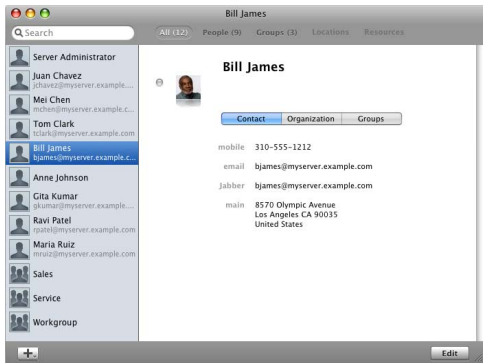 Bill James
Search
All (12) People (9) Groups (3) Locations Resources
Server Administrator
Juan Chavez
jchavez@myserver.example....
Mei Chen
mchen@myserver.example.c...
Tom Clark
tclark@myserver.example.com
Bill James
bjames@myserver.example.c...
Anne Johnson
Gita Kumar
gkumar@myserver.example....
Ravi Patel
rpatel@myserver.example.com
Maria Ruiz
mruiz@myserver.example.com
Sales
Service
Workgroup
Bill James
Contact Organization Groups
mobile 310-555-1212
email bjames@myserver.example.com
Jabber bjames@myserver.example.com
main 8570 Olympic Avenue
Los Angeles CA 90035
United States
Edit